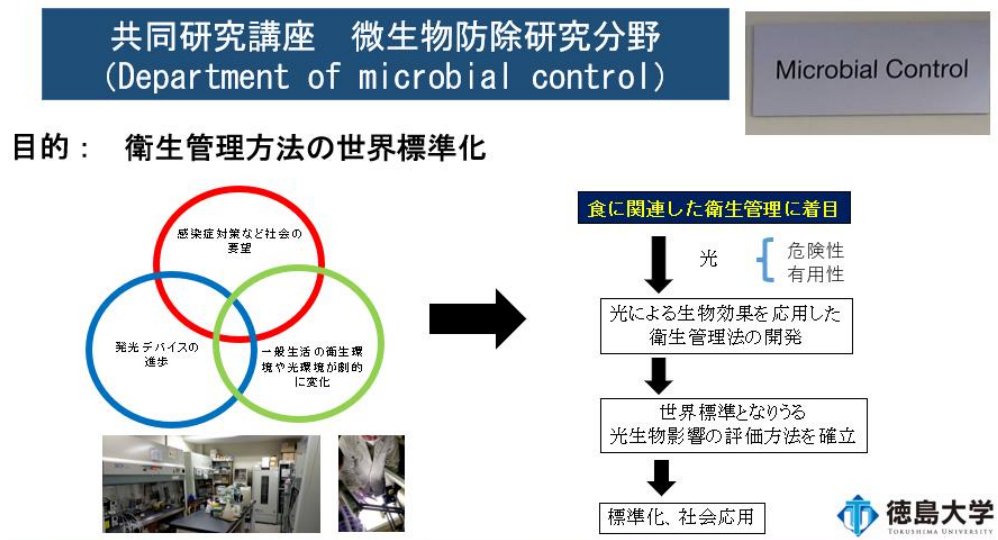 共同研究講座　微生物防除研究分野
(Department of microbial control)
Microbial Control
目的：　衛生管理方法の世界標準化
感染症対策など社会の
要望
発光デバイスの
進歩
一般生活の衛生環
境や光環境が劇的
に変化
食に関連した衛生管理に着目
光
危険性
有用性
光による生物効果を応用した
衛生管理法の開発
世界標準となりうる
光生物影響の評価方法を確立
標準化、社会応用
徳島大学
TOKUSHIMA UNIVERSITY